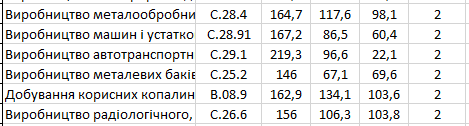 Виробництво металообробни C.28.4 164,7 117,6 98,1 2
Виробництво машин і устатко C.28.91 167,2 86,5 60,4 2
Виробництво автотранспортн C.29.1 219,3 96,6 22,1 2
Виробництво металевих баків C.25.2 146 67,1 69,6 2
Добування корисних копалин B.08.9 162,9 134,1 103,6 2
Виробництво радіологічного, C.26.6 156 106,3 103,8 2